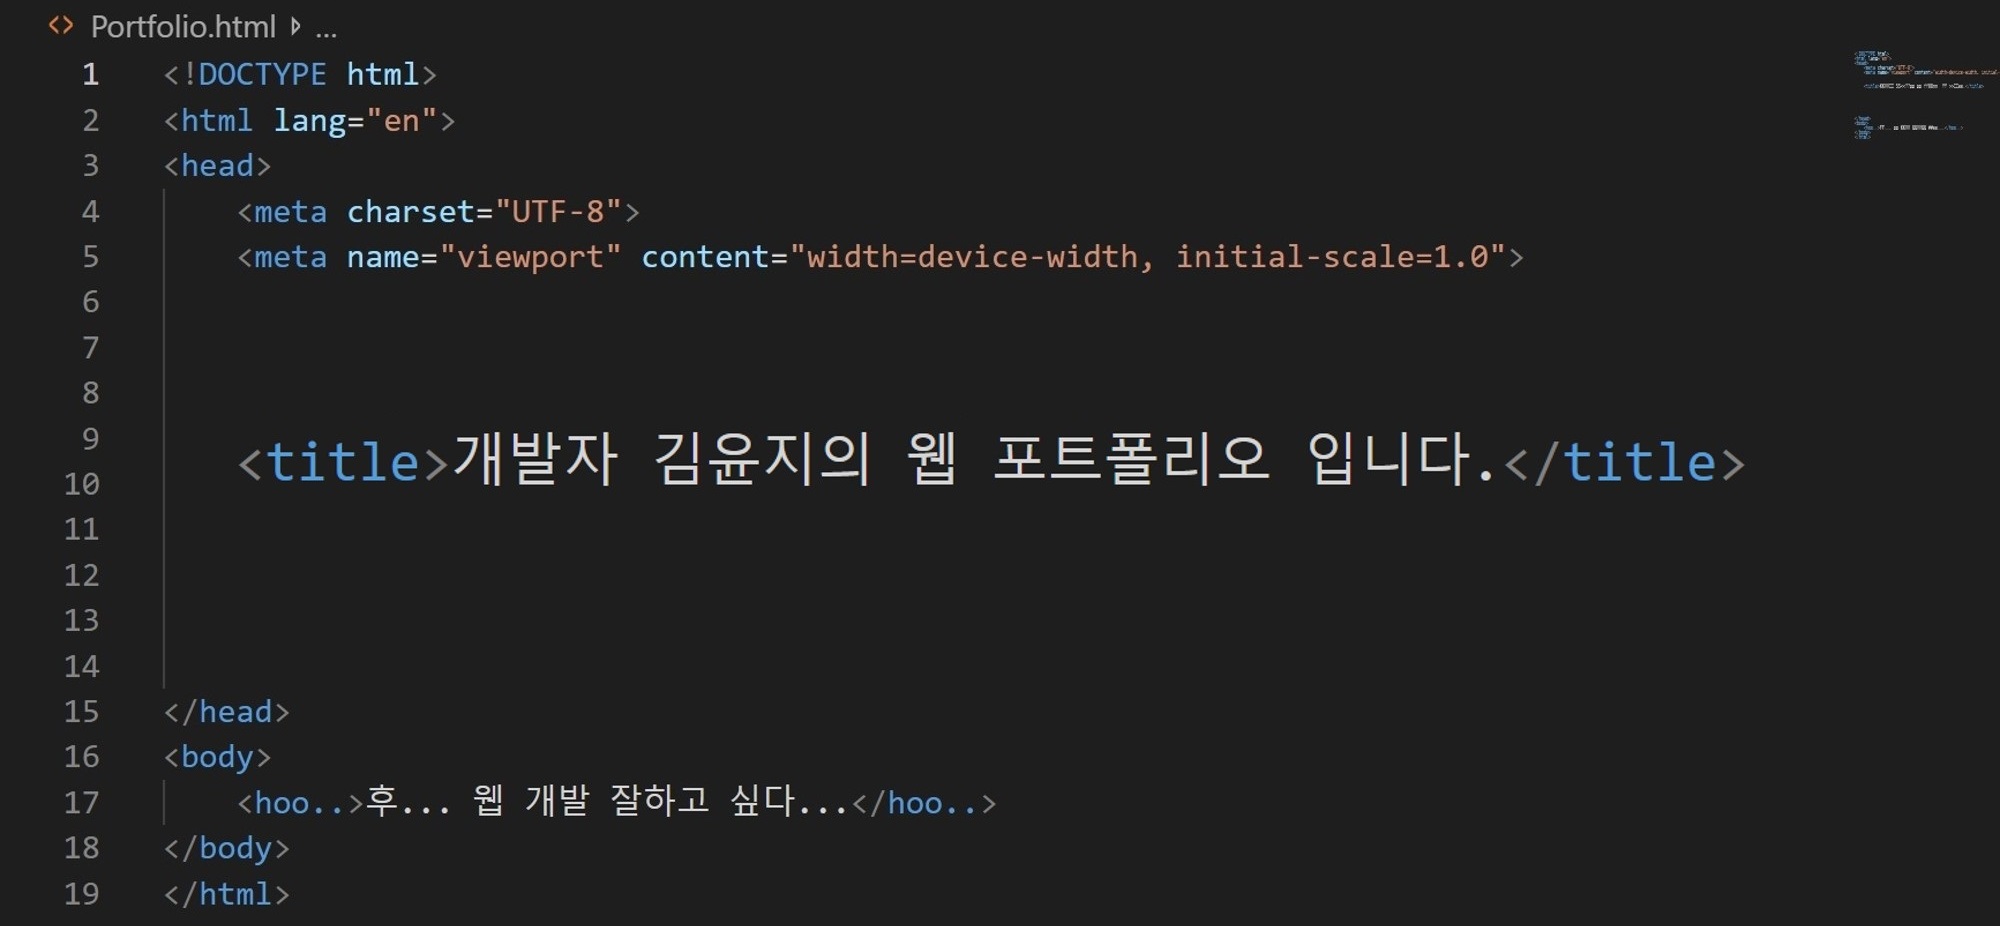 Portfolio.html ...
1 <!DOCTYPE html>
2 <html lang="en">
3 <head>
4 <meta charset="UTF-8">
5 <meta name="viewport" content="width=device-width, initial-scale=1.0">
6
7
8
9
<title>개발자 김윤지의 웹 포트폴리오 입니다.</title>
10
11
12
13
14
15 </head>
16 <body>
17 <hoo..>후... 웹 개발 잘하고 싶다...</hoo..>
18 </body>
19 </html>